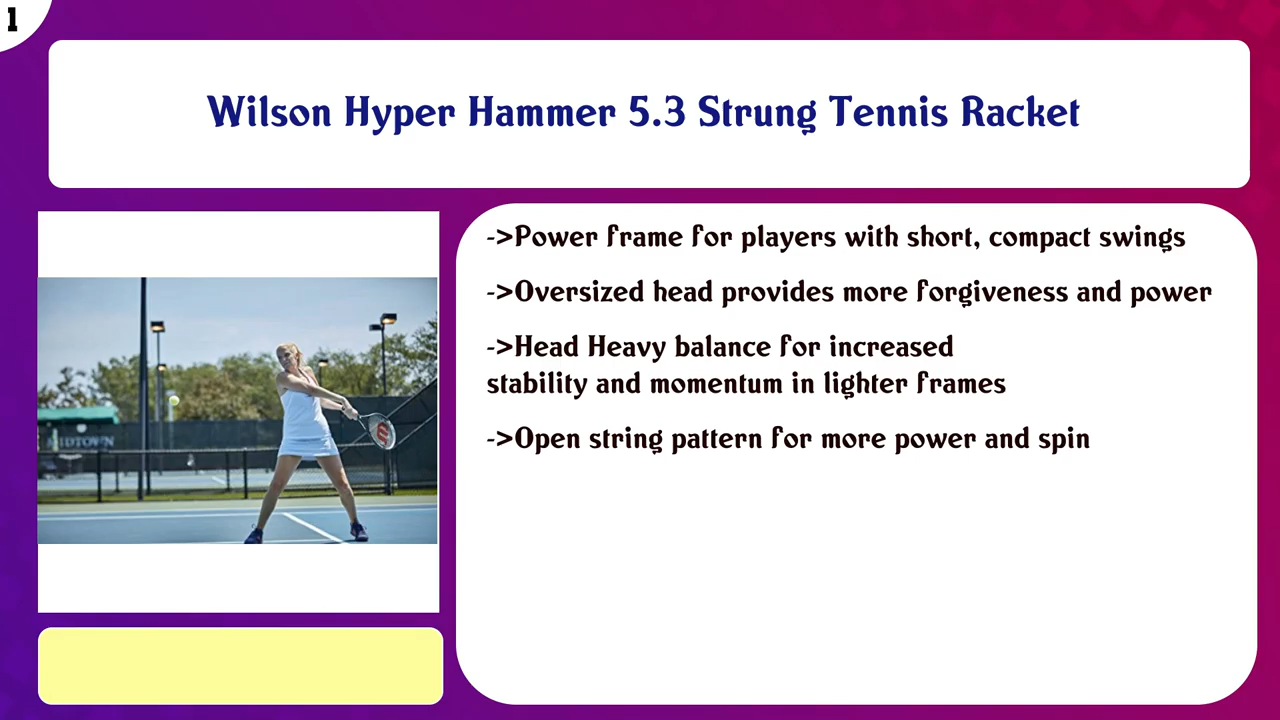 1
Wilson Hyper Hammer 5.3 Strung Tennis Racket
->Power frame for players with short, compact swings
->Oversized head provides more forgiveness and power
->Head Heavy balance for increased
stability and momentum in lighter frames
->Open string pattern for more power and spin
MIDTOWN